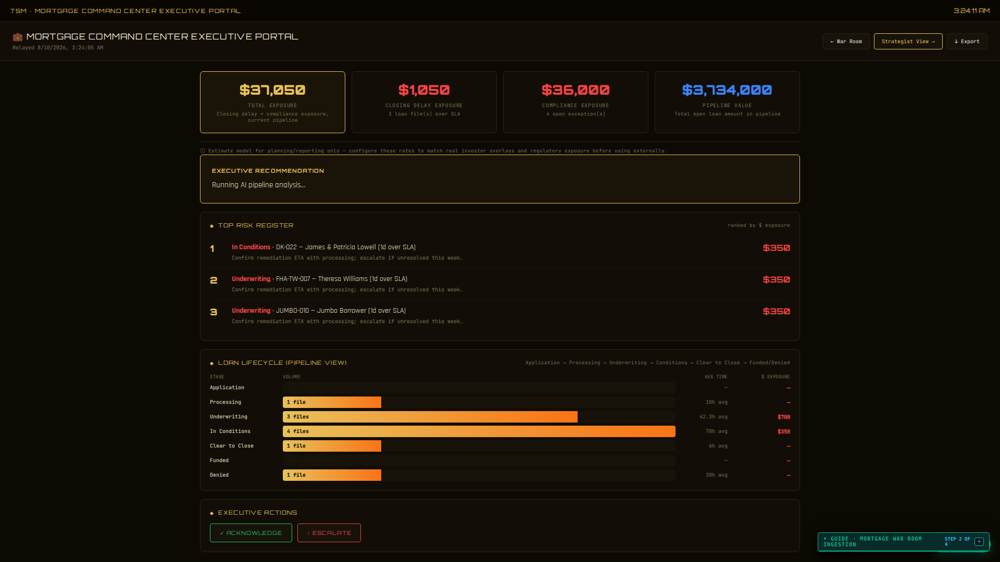 TSM · MORTGAGE COMMAND CENTER EXECUTIVE PORTAL
3:24:11 AM
MORTGAGE COMMAND CENTER EXECUTIVE PORTAL
Relayed 8/10/2026, 3:24:05 AM
← War Room
Strategist View →
↓ Export
$37,050
TOTAL EXPOSURE
Closing delay + compliance exposure,
current pipeline
$1,050
CLOSING DELAY EXPOSURE
3 loan file(s) over SLA
$36,000
COMPLIANCE EXPOSURE
4 open exception(s)
$3,734,000
PIPELINE VALUE
Total open loan amount in pipeline
ⓘ Estimate model for planning/reporting only — configure these rates to match real investor overlays and regulatory exposure before using externally.
EXECUTIVE RECOMMENDATION
Running AI pipeline analysis...
◆ TOP RISK REGISTER
ranked by $ exposure
1 In Conditions · DK-022 — James & Patricia Lowell (1d over SLA) $350
Confirm remediation ETA with processing; escalate if unresolved this week.
2 Underwriting · FHA-TW-007 — Theresa Williams (1d over SLA) $350
Confirm remediation ETA with processing; escalate if unresolved this week.
3 Underwriting · JUMBO-010 — Jumbo Borrower (1d over SLA) $350
Confirm remediation ETA with processing; escalate if unresolved this week.
◆ LOAN LIFECYCLE (PIPELINE VIEW)
Application → Processing → Underwriting → Conditions → Clear to Close → Funded/Denied
STAGE VOLUME AVG TIME $ EXPOSURE
Application — —
Processing 1 file 10h avg —
Underwriting 3 files 42.3h avg $700
In Conditions 4 files 70h avg $350
Clear to Close 1 file 6h avg —
Funded — —
Denied 1 file 30h avg —
◆ EXECUTIVE ACTIONS
✓ ACKNOWLEDGE
↑ ESCALATE
• GUIDE · MORTGAGE WAR ROOM
INGESTION
STEP 2 OF
4
+